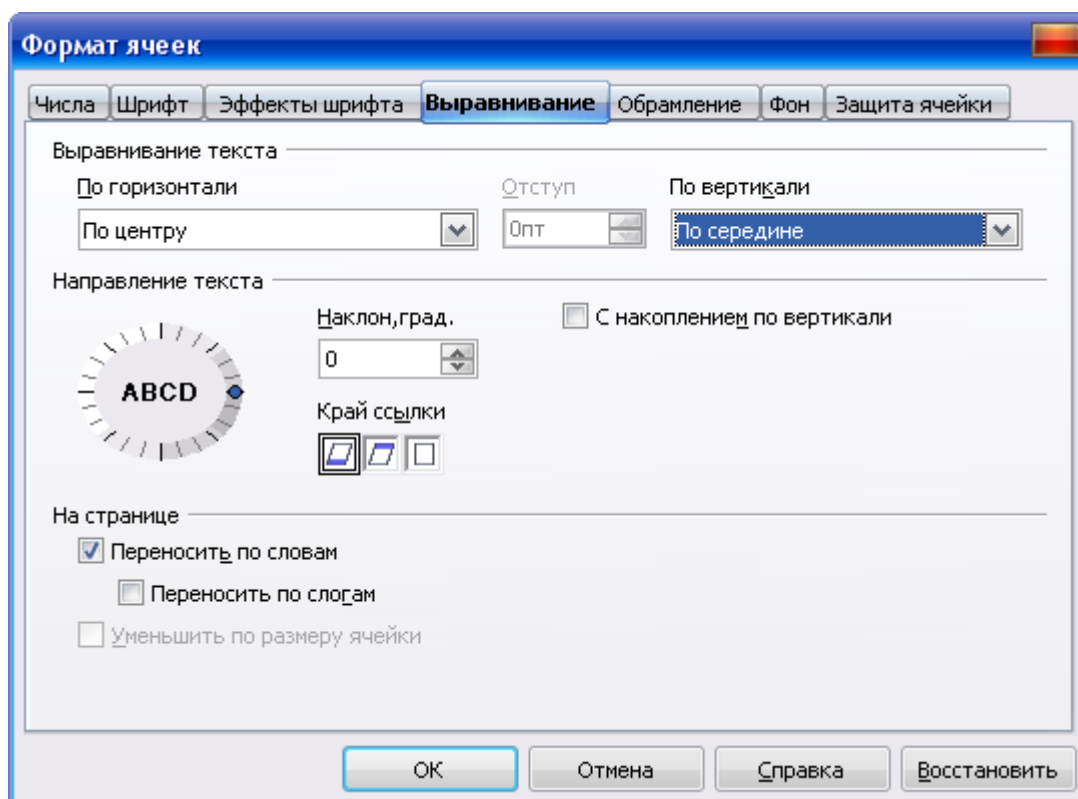 Формат ячеек
Числа Шрифт Эффекты шрифта Выравнивание Обрамление Фон Защита ячейки
Выравнивание текста
По горизонтали Отступ По вертикали
По центру 0пт По середине
Направление текста
Наклон,град. С накоплением по вертикали
0
ABCD
Край ссылки
На странице
Переносить по словам
Переносить по слогам
Уменьшить по размеру ячейки
ОК Отмена Справка Восстановить